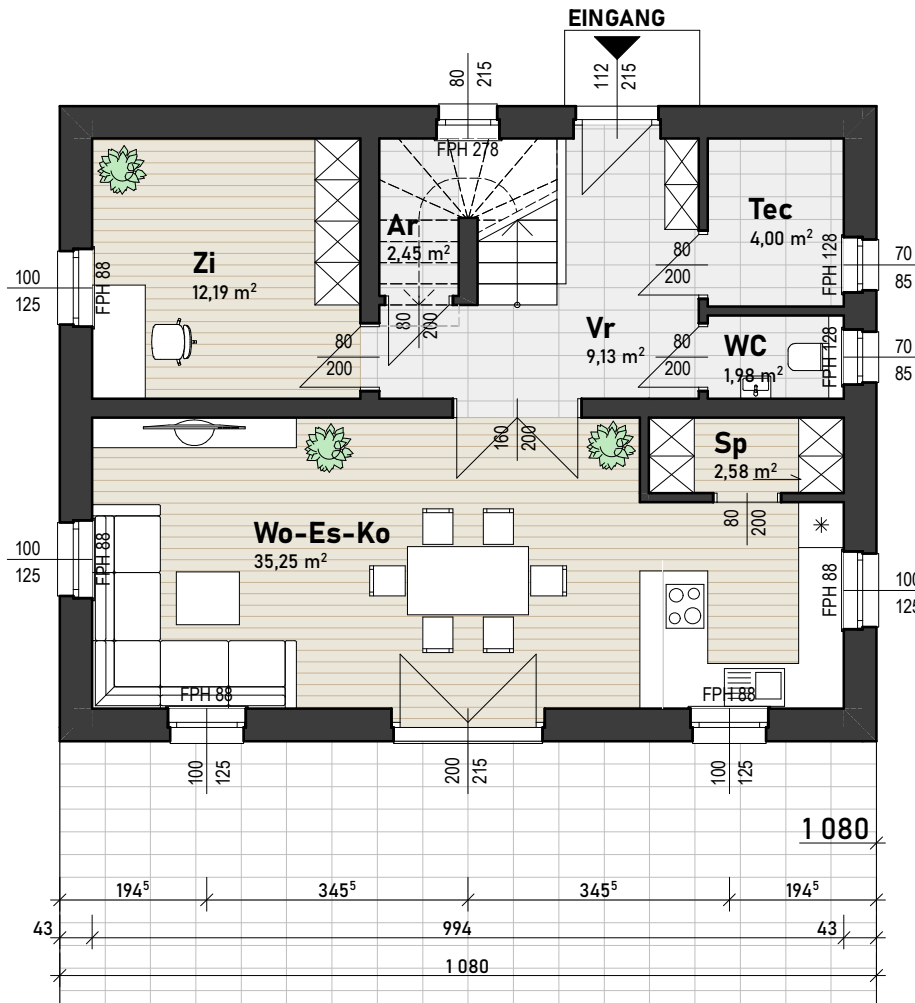 EINGANG
80
215
112
215
FPH 278
Ar
2,45 m²
Tec
4,00 m²
Zi
12,19 m²
100
125
FPH 88
80
200
70
85
FPH 128
80
200
Vr
9,13 m²
80
200
80
200
WC
1,98 m²
FPH 128
70
85
160
200
Sp
2,58 m²
80
200
Wo-Es-Ko
35,25 m²
100
125
FPH 88
FPH 88
100
125
FPH 88
FPH 88
100
125
200
215
100
125
1 080
194⁵
345⁵
345⁵
194⁵
43
994
43
1 080